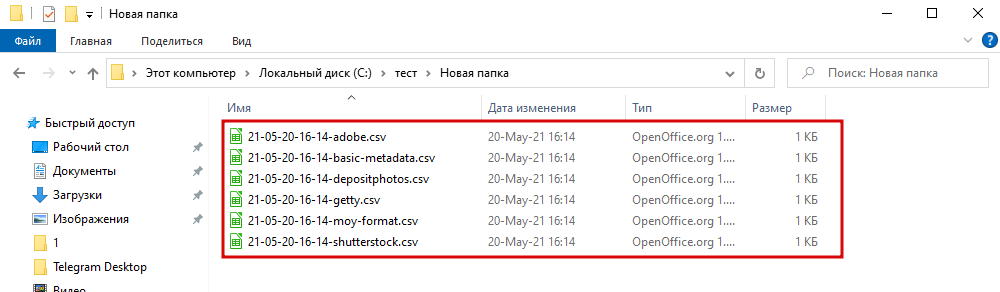 Новая папка
Файл Главная Поделиться Вид
Этот компьютер Локальный диск (C:) тест Новая папка Поиск: Новая папка
Имя Дата изменения Тип Размер
Быстрый доступ
Рабочий стол
Документы
Загрузки
Изображения
1
Telegram Desktop
Видео
21-05-20-16-14-adobe.csv 20-May-21 16:14 OpenOffice.org 1.... 1 КБ
21-05-20-16-14-basic-metadata.csv 20-May-21 16:14 OpenOffice.org 1.... 1 КБ
21-05-20-16-14-depositphotos.csv 20-May-21 16:14 OpenOffice.org 1.... 1 КБ
21-05-20-16-14-getty.csv 20-May-21 16:14 OpenOffice.org 1.... 1 КБ
21-05-20-16-14-moy-format.csv 20-May-21 16:14 OpenOffice.org 1.... 1 КБ
21-05-20-16-14-shutterstock.csv 20-May-21 16:14 OpenOffice.org 1.... 1 КБ